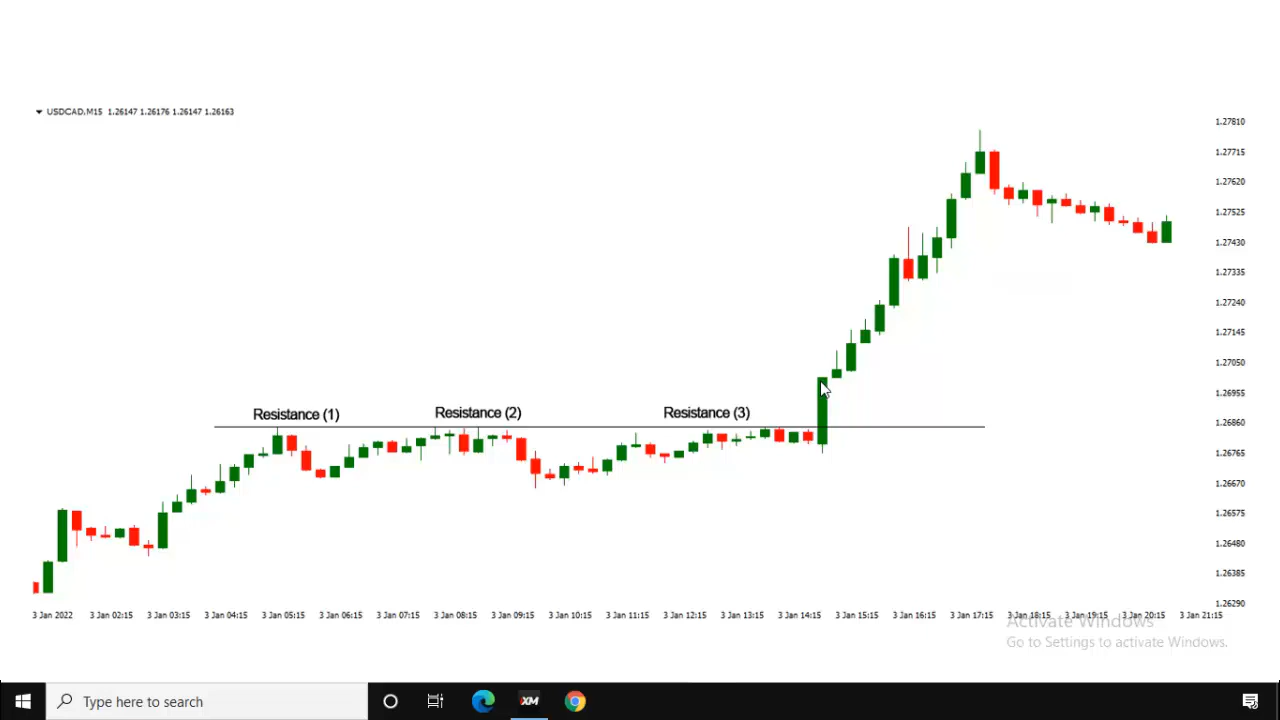 USDCAD,M15 1.26147 1.26176 1.26147 1.26163
1.27810
1.27715
1.27620
1.27525
1.27430
1.27335
1.27240
1.27145
1.27050
1.26955
1.26860
1.26765
1.26670
1.26575
1.26480
1.26385
1.26290
Resistance (1)
Resistance (2)
Resistance (3)
3 Jan 2022 3 Jan 02:15 3 Jan 03:15 3 Jan 04:15 3 Jan 05:15 3 Jan 06:15 3 Jan 07:15 3 Jan 08:15 3 Jan 09:15 3 Jan 10:15 3 Jan 11:15 3 Jan 12:15 3 Jan 13:15 3 Jan 14:15 3 Jan 15:15 3 Jan 16:15 3 Jan 17:15 3 Jan 18:15 3 Jan 19:15 3 Jan 20:15 3 Jan 21:15
Activate Windows
Go to Settings to activate Windows.
Type here to search
XM